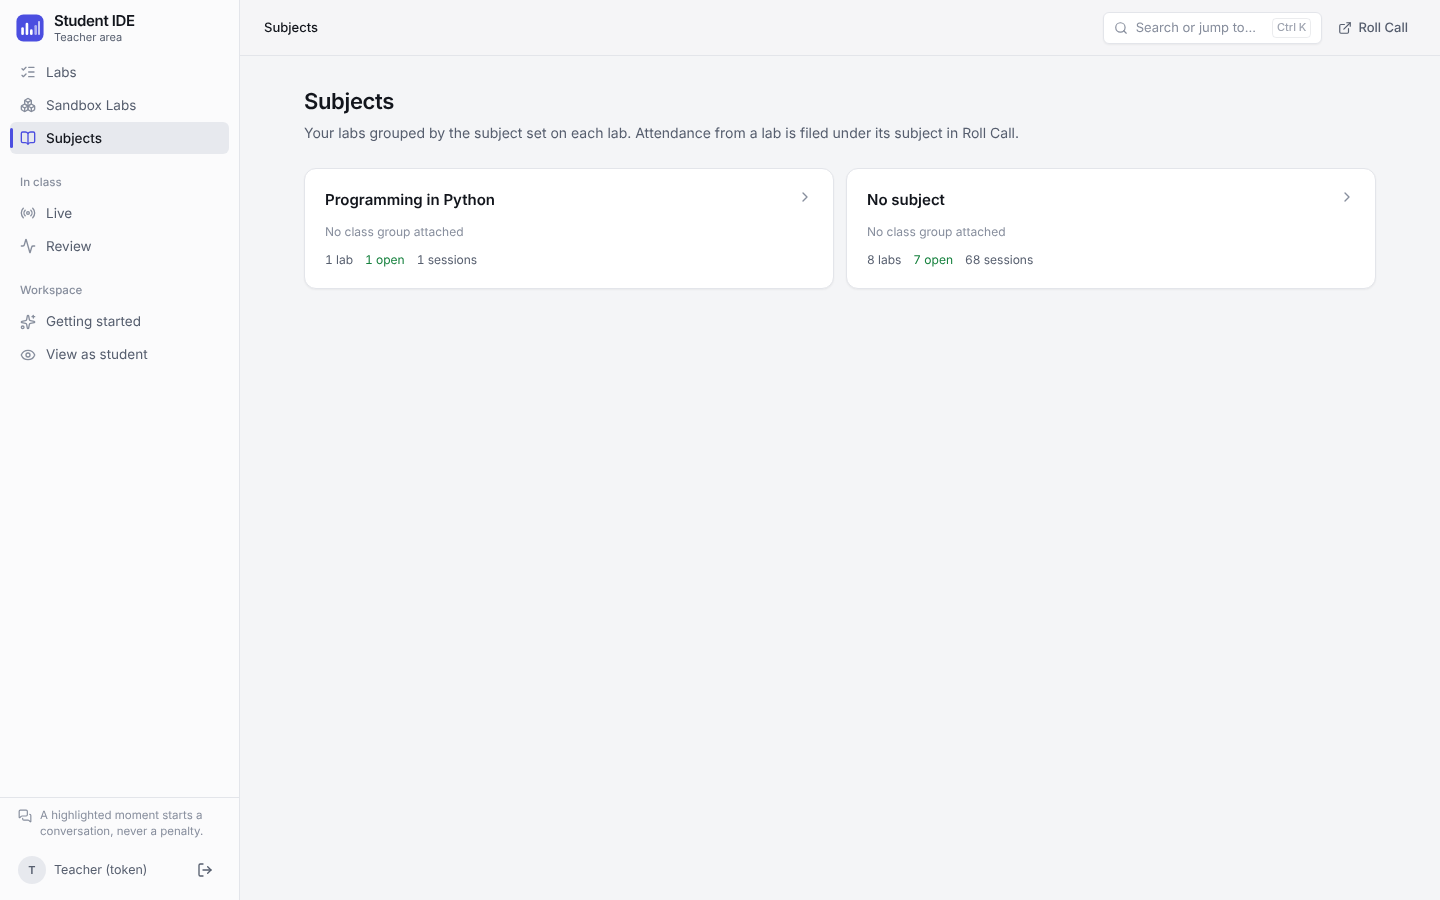 Student IDE
Teacher area
Labs
Sandbox Labs
Subjects
In class
Live
Review
Workspace
Getting started
View as student
A highlighted moment starts a
conversation, never a penalty.
T
Teacher (token)
Subjects
Search or jump to...
Ctrl K
Roll Call
Subjects
Your labs grouped by the subject set on each lab. Attendance from a lab is filed under its subject in Roll Call.
Programming in Python
No class group attached
1 lab 1 open 1 sessions
No subject
No class group attached
8 labs 7 open 68 sessions